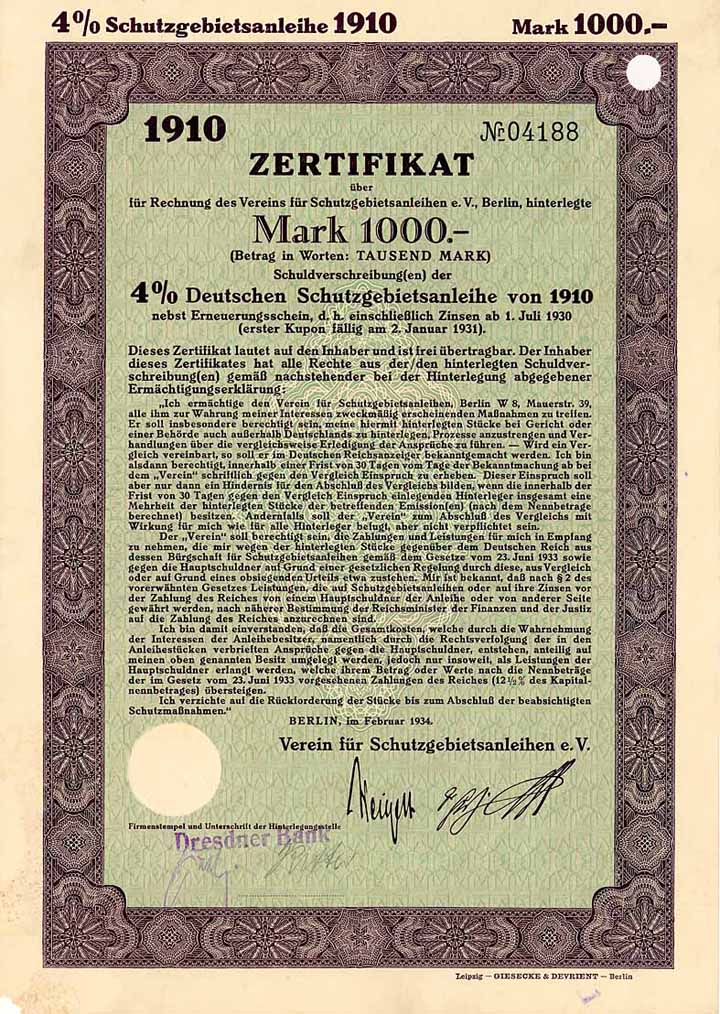 4% Schutzgebietsanleihe 1910 Mark 1000.-
1910 № 04188
ZERTIFIKAT
über
für Rechnung des Vereins für Schutzgebietsanleihen e. V., Berlin, hinterlegte
Mark 1000.-
(Betrag in Worten: TAUSEND MARK)
Schuldverschreibung(en) der
4% Deutschen Schutzgebietsanleihe von 1910
nebst Erneuerungsschein, d. h. einschließlich Zinsen ab 1. Juli 1930
(erster Kupon fällig am 2. Januar 1931).
Dieses Zertifikat lautet auf den Inhaber und ist frei übertragbar. Der Inhaber
dieses Zertifikates hat alle Rechte aus der/den hinterlegten Schuldver-
schreibung(en) gemäß nachstehender bei der Hinterlegung abgegebener
Ermächtigungserklärung:
„Ich ermächtige den Verein für Schutzgebietsanleihen, Berlin W 8, Mauerstr. 39,
alle ihm zur Wahrung meiner Interessen zweckmäßig erscheinenden Maßnahmen zu treffen.
Er soll insbesondere berechtigt sein, meine hiermit hinterlegten Stücke bei Gericht oder
einer Behörde auch außerhalb Deutschlands zu hinterlegen, Prozesse anzustrengen und Ver-
handlungen über die vergleichsweise Erledigung der Ansprüche zu führen. — Wird ein Ver-
gleich vereinbart, so soll er im Deutschen Reichsanzeiger bekanntgemacht werden. Ich bin
alsdann berechtigt, innerhalb einer Frist von 30 Tagen vom Tage der Bekanntmachung ab bei
dem „Verein“ schriftlich gegen den Vergleich Einspruch zu erheben. Dieser Einspruch soll
aber nur dann ein Hindernis für den Abschluß des Vergleichs bilden, wenn die innerhalb der
Frist von 30 Tagen gegen den Vergleich Einspruch einlegenden Hinterleger insgesamt eine
Mehrheit der hinterlegten Stücke der betreffenden Emission(en) (nach dem Nennbetrage
berechnet) besitzen. Andernfalls soll der „Verein“ zum Abschluß des Vergleichs mit
Wirkung für mich wie für alle Hinterleger befugt, aber nicht verpflichtet sein.
Der „Verein“ soll berechtigt sein, die Zahlungen und Leistungen für mich in Empfang
zu nehmen, die mir wegen der hinterlegten Stücke gegenüber dem Deutschen Reich aus
dessen Bürgschaft für Schutzgebietsanleihen gemäß dem Gesetze vom 23. Juni 1933 sowie
gegen die Hauptschuldner auf Grund einer gesetzlichen Regelung durch diese, aus Vergleich
oder auf Grund eines obsiegenden Urteils etwa zustehen. Mir ist bekannt, daß nach § 2 des
vorerwähnten Gesetzes Leistungen, die auf Schutzgebietsanleihen oder auf ihre Zinsen vor
der Zahlung des Reiches von einem Hauptschuldner der Anleihe oder von anderer Seite
gewährt werden, nach näherer Bestimmung der Reichsminister der Finanzen und der Justiz
auf die Zahlung des Reiches anzurechnen sind.
Ich bin damit einverstanden, daß die Gesamtkosten, welche durch die Wahrnehmung
der Interessen der Anleihebesitzer, namentlich durch die Rechtsverfolgung der in den
Anleihestücken verbrieften Ansprüche gegen die Hauptschuldner, entstehen, anteilig auf
meinen oben genannten Besitz umgelegt werden, jedoch nur insoweit, als Leistungen der
Hauptschuldner erlangt werden, welche ihrem Betrag oder Werte nach die Nennbeträge
der im Gesetz vom 23. Juni 1933 vorgesehenen Zahlungen des Reiches (12½% des Kapital-
nennbetrages) übersteigen.
Ich verzichte auf die Rückforderung der Stücke bis zum Abschluß der beabsichtigten
Schutzmaßnahmen.“
BERLIN, im Februar 1934.
Verein für Schutzgebietsanleihen e. V.
Firmenstempel und Unterschrift der Hinterlegungsstelle
Dresdner Bank
Leipzig — GIESECKE & DEVRIENT — Berlin